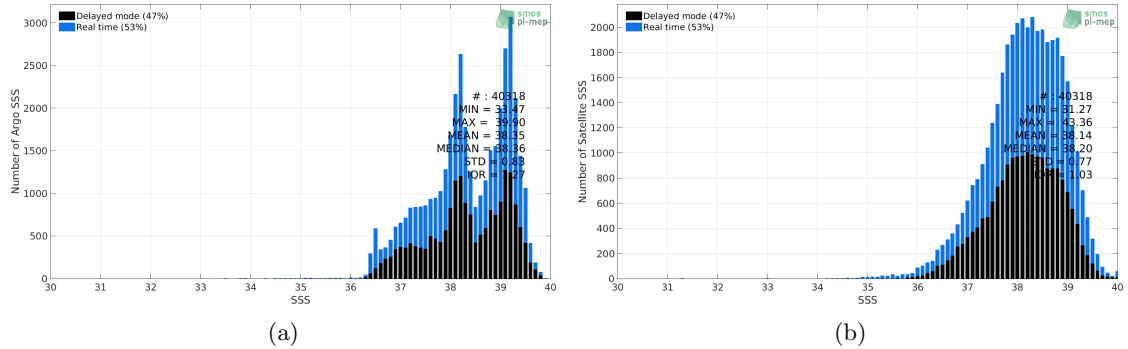 Delayed mode (47%)
Real time (53%)
smos
pi-mep
3000
2500
2000
1500
1000
500
0
Number of Argo SSS
# : 40318
MIN = 33.47
MAX = 39.90
MEAN = 38.35
MEDIAN = 38.36
STD = 0.83
IQR = 1.27
30 31 32 33 34 35 36 37 38 39 40
SSS
(a)
Delayed mode (47%)
Real time (53%)
smos
pi-mep
2000
1800
1600
1400
1200
1000
800
600
400
200
0
Number of Satellite SSS
# : 40318
MIN = 31.27
MAX = 43.36
MEAN = 38.14
MEDIAN = 38.20
STD = 0.77
IQR = 1.03
30 31 32 33 34 35 36 37 38 39 40
SSS
(b)